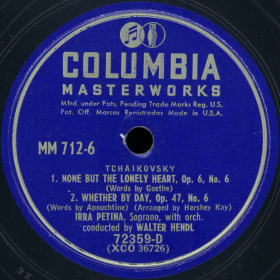 COLUMBIA
MASTERWORKS
Mfrd. under Pats. Pending Trade Marks Reg. U.S.
Pat. Off. Marcas Registradas Made in U.S.A.
MM 712-6
TCHAIKOVSKY
1. NONE BUT THE LONELY HEART, Op. 6, No. 6
(Words by Goethe)
2. WHETHER BY DAY, Op. 47, No. 6
(Words by Apouchtine) (Arranged by Hershey Kay)
IRRA PETINA, Soprano, with orch.
conducted by WALTER HENDL
72359-D
(XCO 36726)